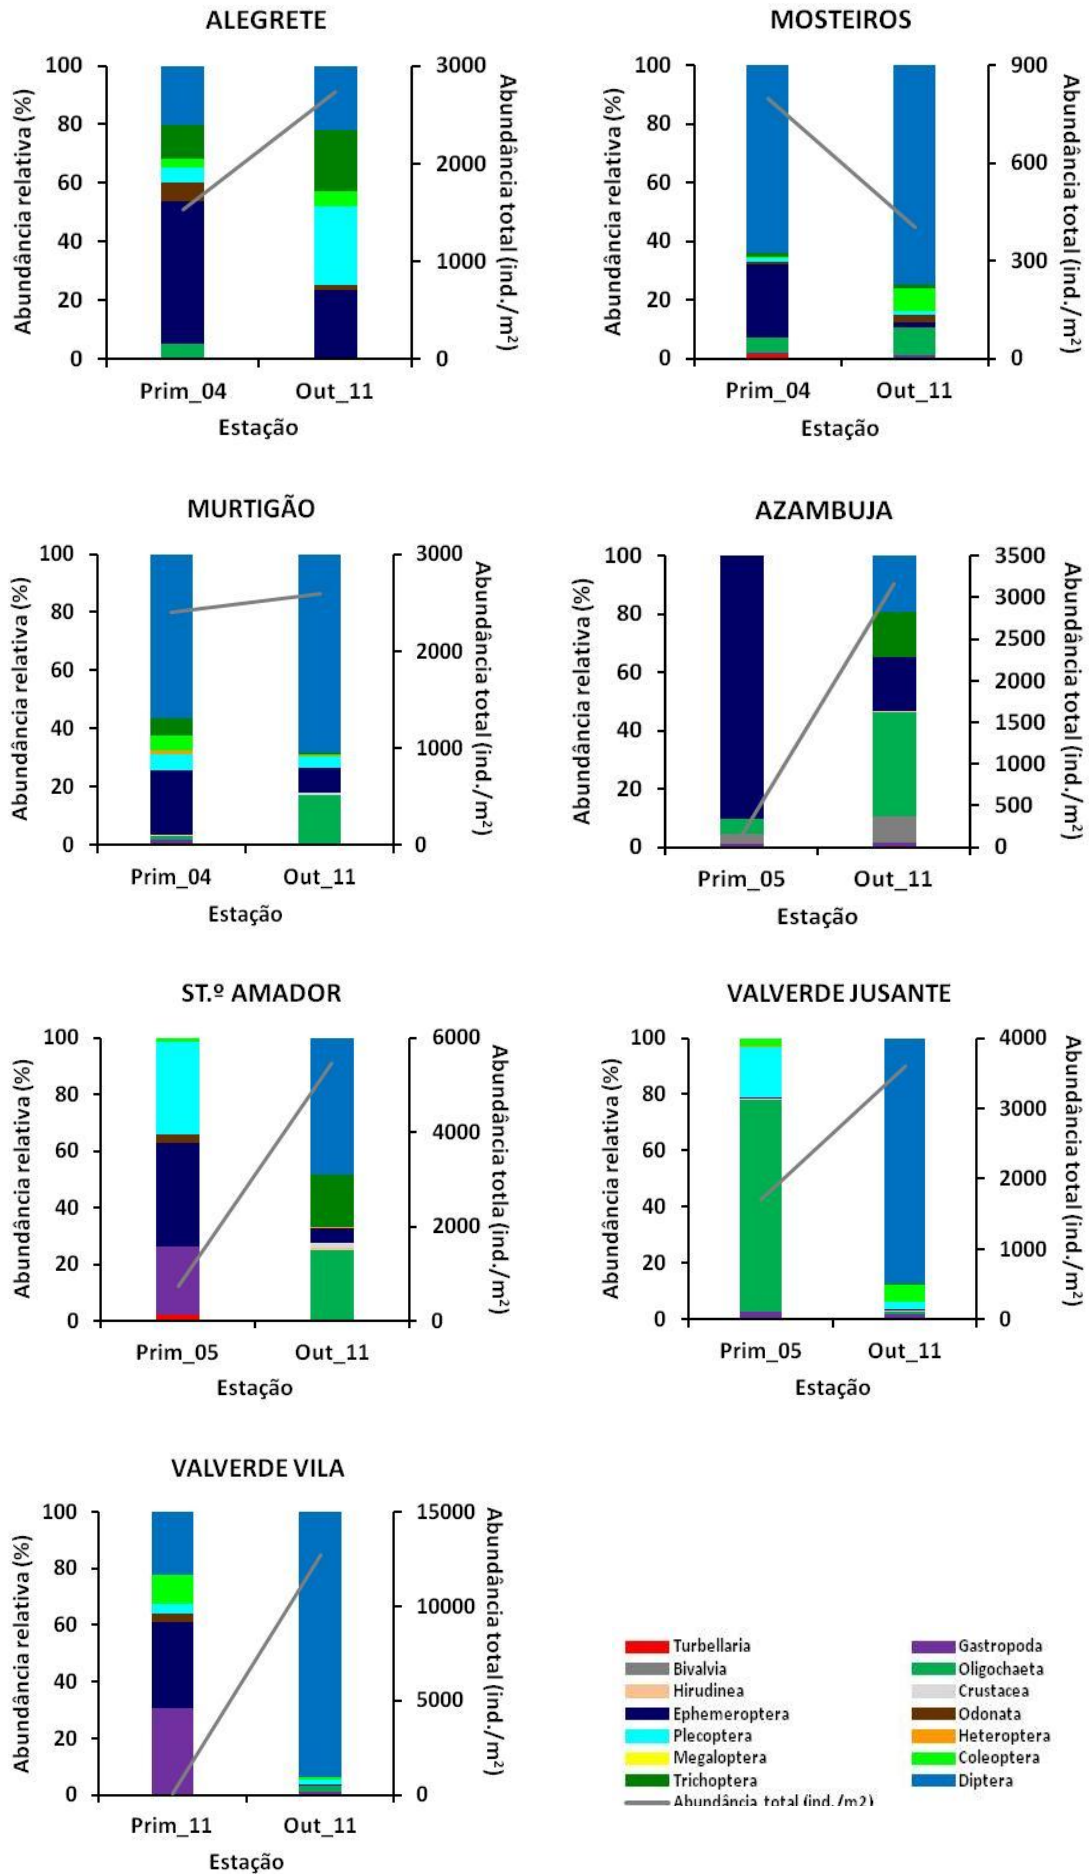 ALEGRETE
100
80
60
40
20
0
Abundância relativa (%)
3000
2000
1000
0
Abundância total (ind./m²)
Prim_04 Out_11
Estação
MOSTEIROS
100
80
60
40
20
0
Abundância relativa (%)
900
600
300
0
Abundância total (ind./m²)
Prim_04 Out_11
Estação
MURTIGÃO
100
80
60
40
20
0
Abundância relativa (%)
3000
2000
1000
0
Abundância total (ind./m²)
Prim_04 Out_11
Estação
AZAMBUJA
100
80
60
40
20
0
Abundância relativa (%)
3500
3000
2500
2000
1500
1000
500
0
Abundância total (ind./m²)
Prim_05 Out_11
Estação
ST.º AMADOR
100
80
60
40
20
0
Abundância relativa (%)
6000
4000
2000
0
Abundância totla (ind./m²)
Prim_05 Out_11
Estação
VALVERDE JUSANTE
100
80
60
40
20
0
Abundância relativa (%)
4000
3000
2000
1000
0
Abundância total (ind./m²)
Prim_05 Out_11
Estação
VALVERDE VILA
100
80
60
40
20
0
Abundância relativa (%)
15000
10000
5000
0
Abundância total (ind./m²)
Prim_11 Out_11
Estação
Turbellaria Gastropoda
Bivalvia Oligochaeta
Hirudinea Crustacea
Ephemeroptera Odonata
Plecoptera Heteroptera
Megaloptera Coleoptera
Trichoptera Diptera
Abundância total (ind./m2)